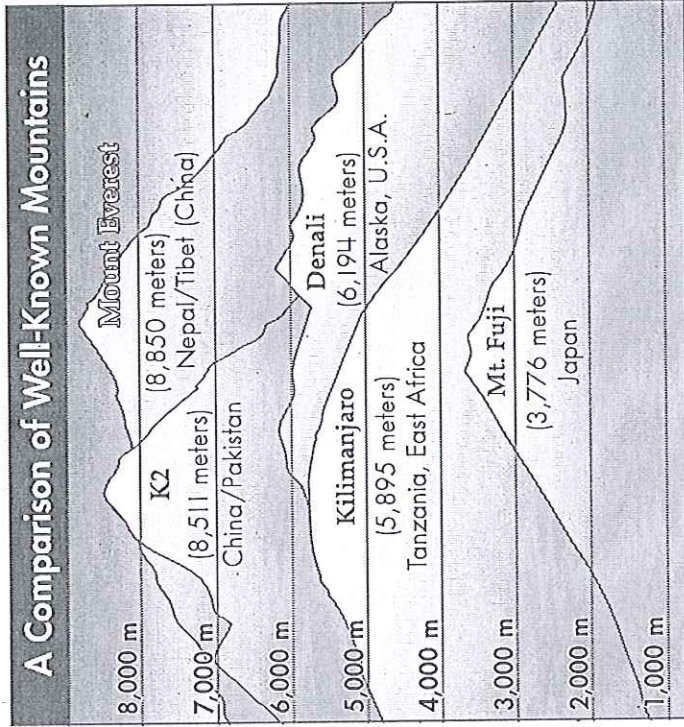 A Comparison of Well-Known Mountains
8,000 m
7,000 m
6,000 m
5,000 m
4,000 m
3,000 m
2,000 m
1,000 m
Mount Everest
(8,850 meters)
Nepal/Tibet (China)
K2
(8,511 meters)
China/Pakistan
Denali
(6,194 meters)
Alaska, U.S.A.
Kilimanjaro
(5,895 meters)
Tanzania, East Africa
Mt. Fuji
(3,776 meters)
Japan